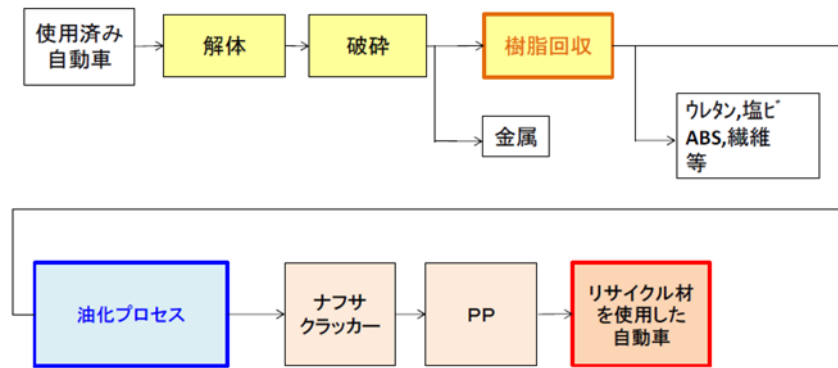 使用済み
自動車
解体
破砕
樹脂回収
金属
ウレタン,塩ビ
ABS,繊維
等
油化プロセス
ナフサ
クラッカー
PP
リサイクル材
を使用した
自動車